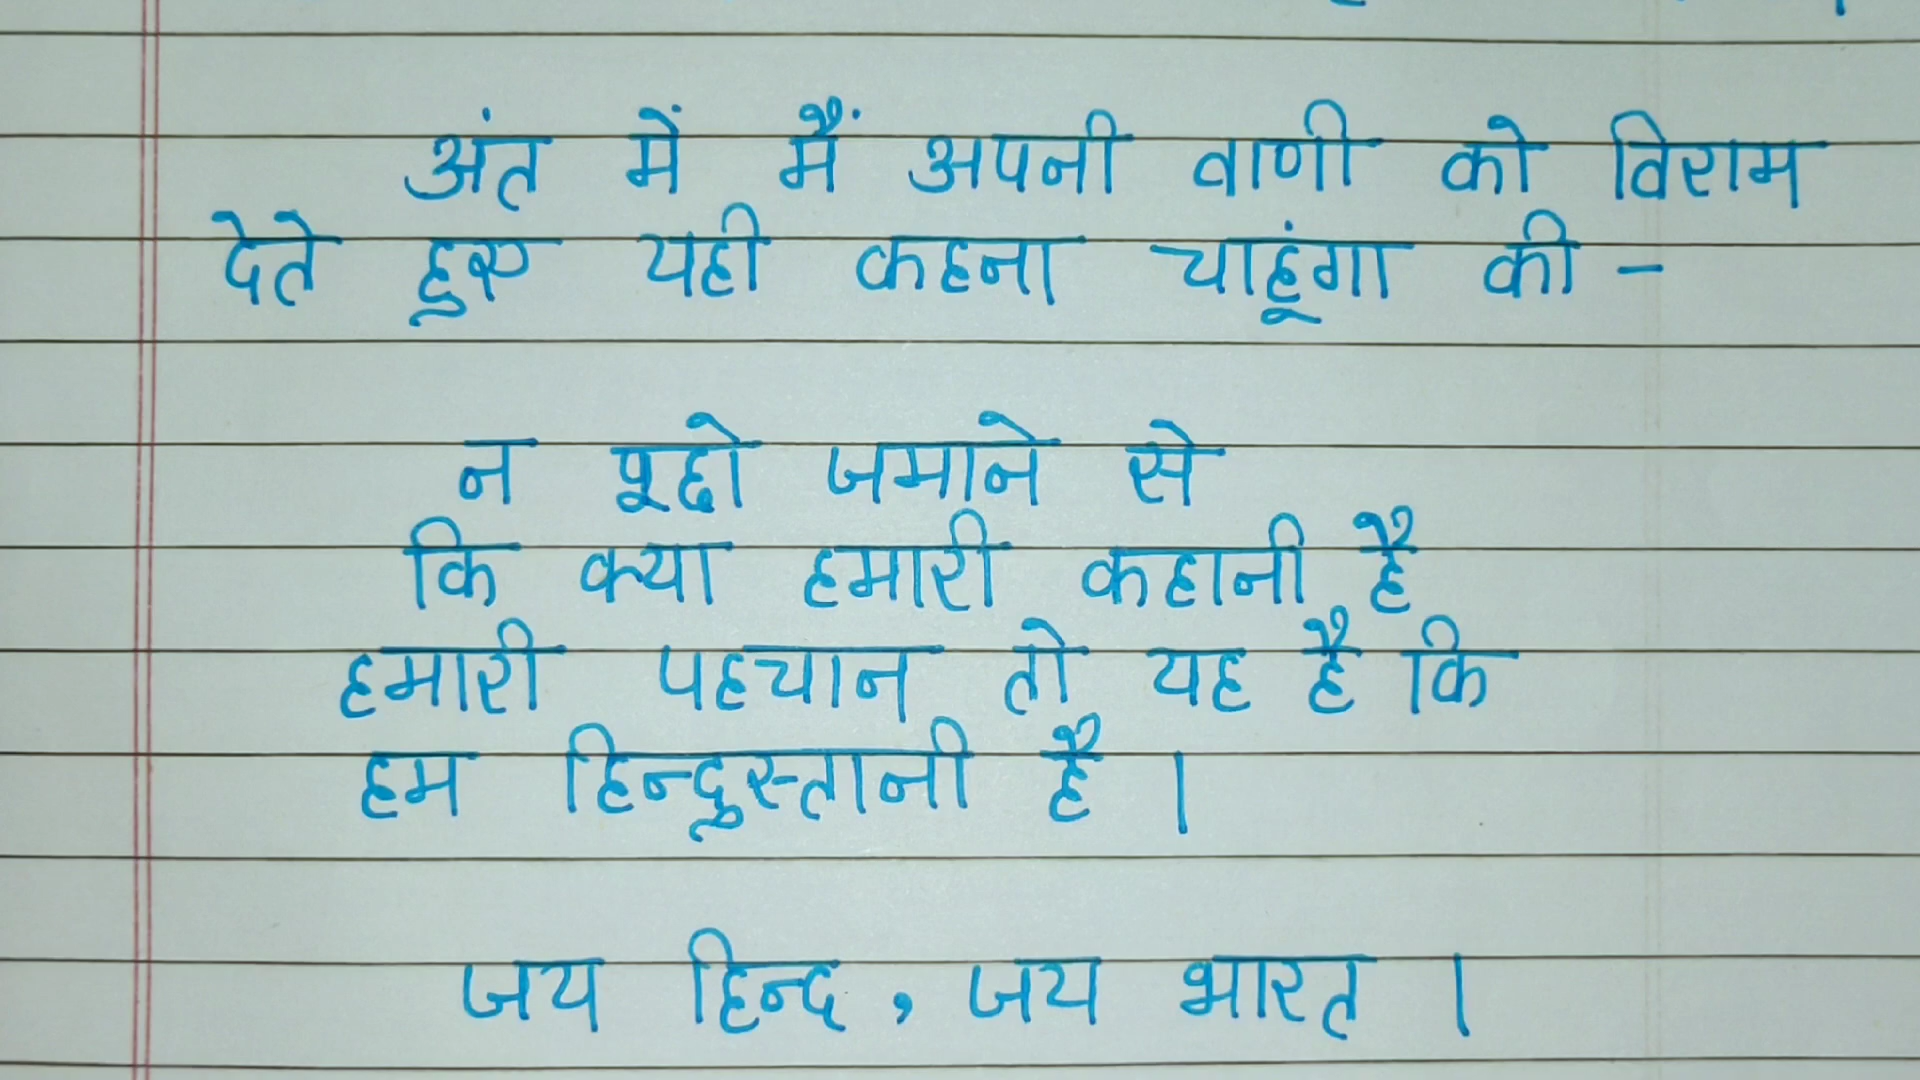 अंत में मैं अपनी वाणी को विराम
देते हुए यही कहना चाहूंगा की -
न पूछो जमाने से
कि क्या हमारी कहानी है
हमारी पहचान तो यह है कि
हम हिन्दुस्तानी है ।
जय हिन्द , जय भारत ।